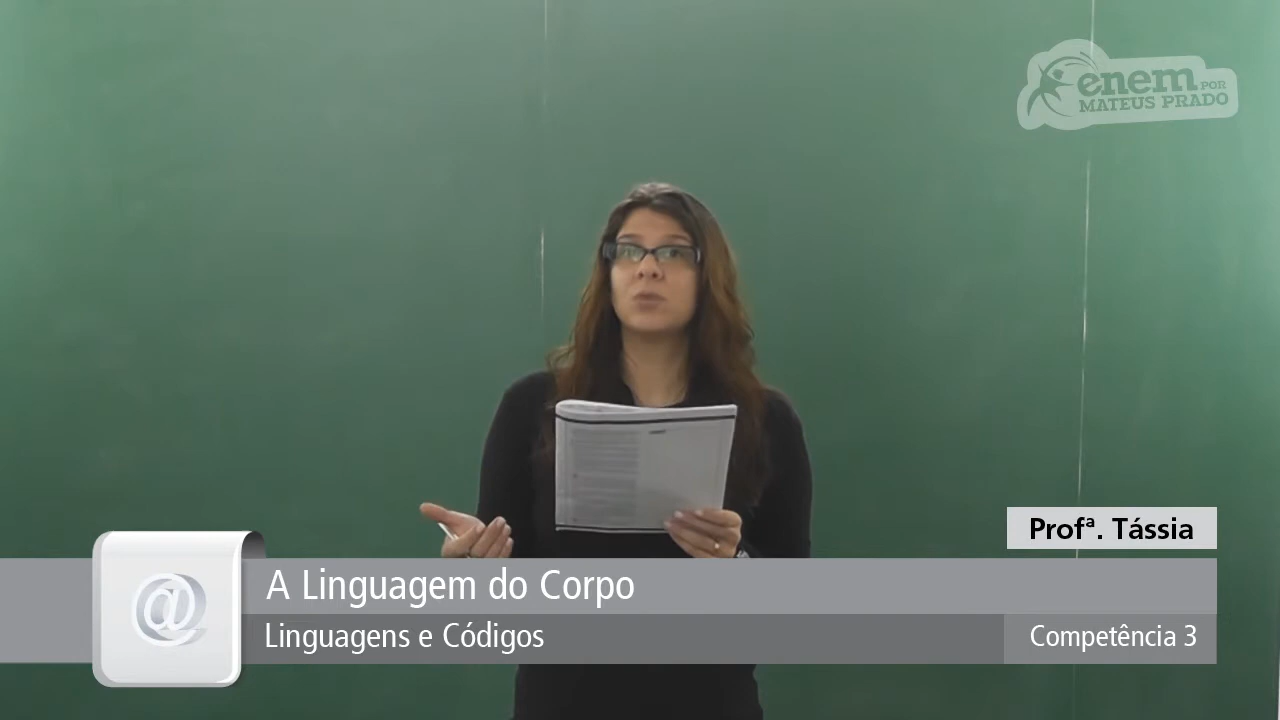 enem
POR
MATEUS PRADO
Profª. Tássia
@
A Linguagem do Corpo
Linguagens e Códigos
Competência 3